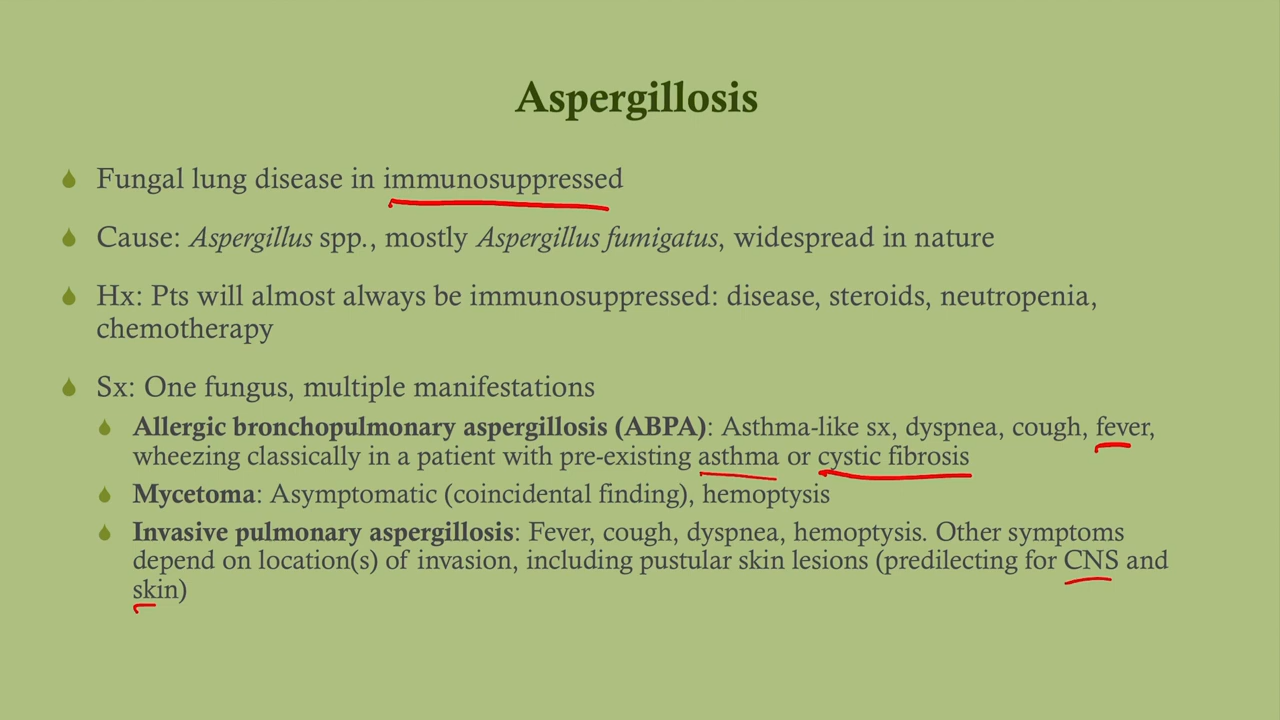 Aspergillosis
Fungal lung disease in immunosuppressed
Cause: Aspergillus spp., mostly Aspergillus fumigatus, widespread in nature
Hx: Pts will almost always be immunosuppressed: disease, steroids, neutropenia,
chemotherapy
Sx: One fungus, multiple manifestations
Allergic bronchopulmonary aspergillosis (ABPA): Asthma-like sx, dyspnea, cough, fever,
wheezing classically in a patient with pre-existing asthma or cystic fibrosis
Mycetoma: Asymptomatic (coincidental finding), hemoptysis
Invasive pulmonary aspergillosis: Fever, cough, dyspnea, hemoptysis. Other symptoms
depend on location(s) of invasion, including pustular skin lesions (predilecting for CNS and
skin)